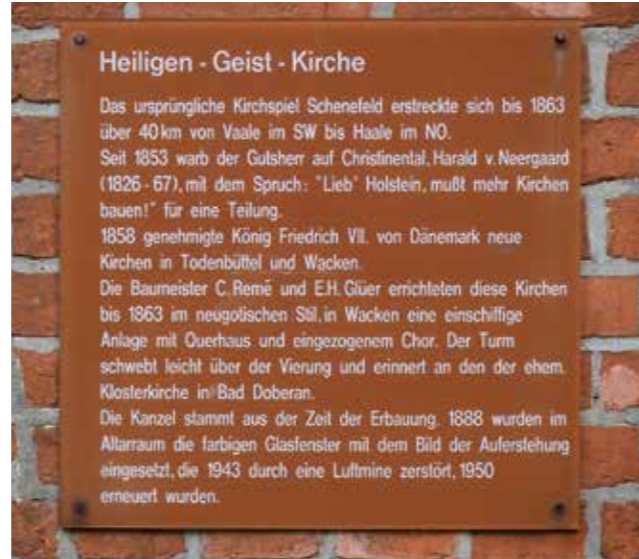 Heiligen - Geist - Kirche
Das ursprüngliche Kirchspiel Schenefeld erstreckte sich bis 1863
über 40 km von Vaale im SW bis Haale im NO.
Seit 1853 warb der Gutsherr auf Christinental, Harald v. Neergaard
(1826 - 67), mit dem Spruch: "Lieb' Holstein, mußt mehr Kirchen
bauen!" für eine Teilung.
1858 genehmigte König Friedrich VII. von Dänemark neue
Kirchen in Todenbüttel und Wacken.
Die Baumeister C. Remé und E.H. Glüer errichteten diese Kirchen
bis 1863 im neugotischen Stil, in Wacken eine einschiffige
Anlage mit Querhaus und eingezogenem Chor. Der Turm
schwebt leicht über der Vierung und erinnert an den der ehem.
Klosterkirche in Bad Doberan.
Die Kanzel stammt aus der Zeit der Erbauung. 1888 wurden im
Altarraum die farbigen Glasfenster mit dem Bild der Auferstehung
eingesetzt, die 1943 durch eine Luftmine zerstört, 1950
erneuert wurden.